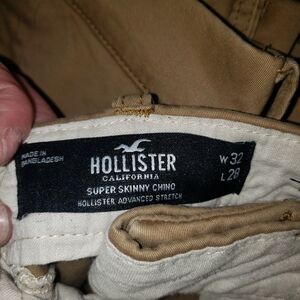 MADE IN
BANGLADESH
HOLLISTER
CALIFORNIA
SUPER SKINNY CHINO
HOLLISTER ADVANCED STRETCH
W 32
L 28